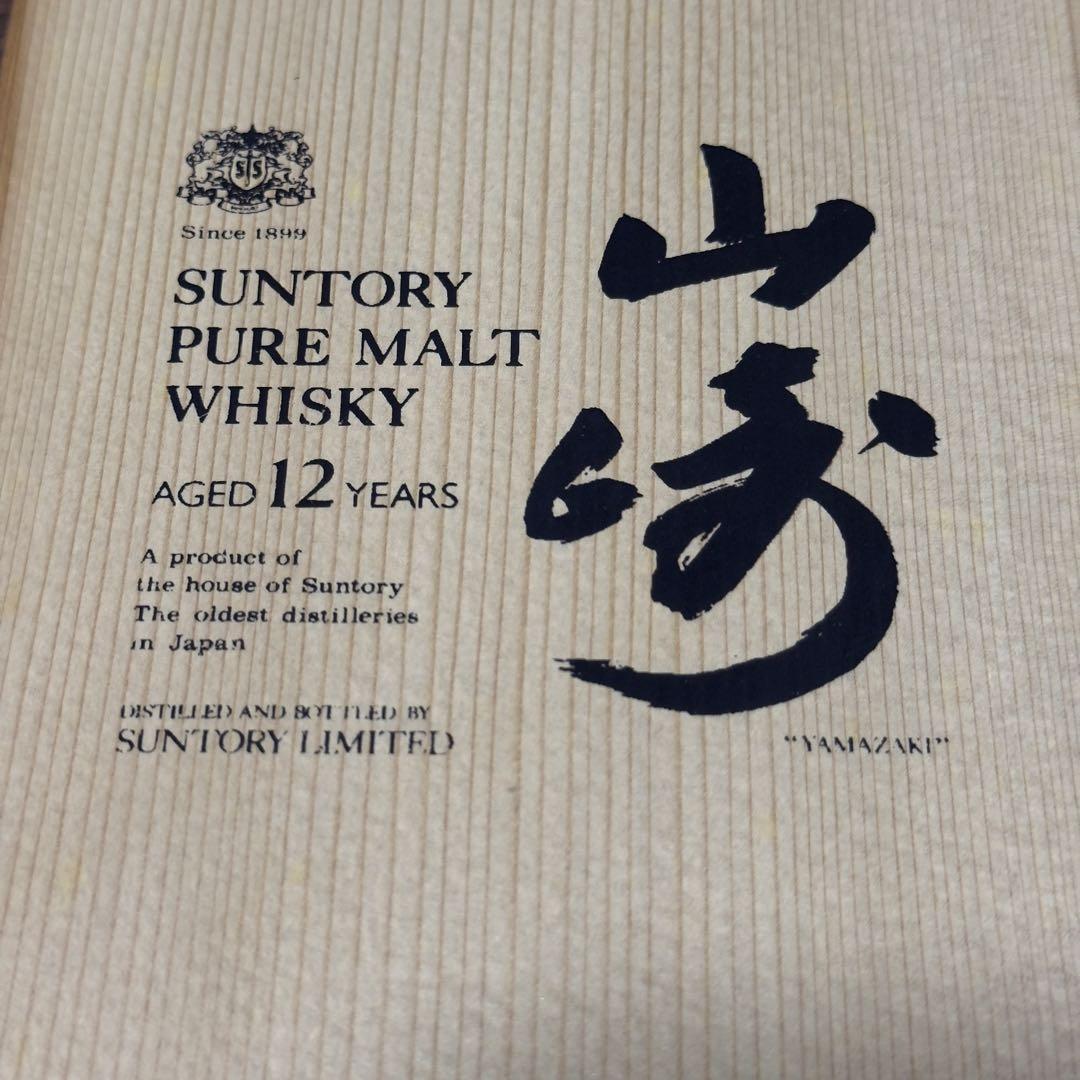 Since 1899
SUNTORY
PURE MALT
WHISKY
AGED 12 YEARS
A product of
the house of Suntory
The oldest distilleries
in Japan
DISTILLED AND BOTTLED BY
SUNTORY LIMITED
山崎
"YAMAZAKI"